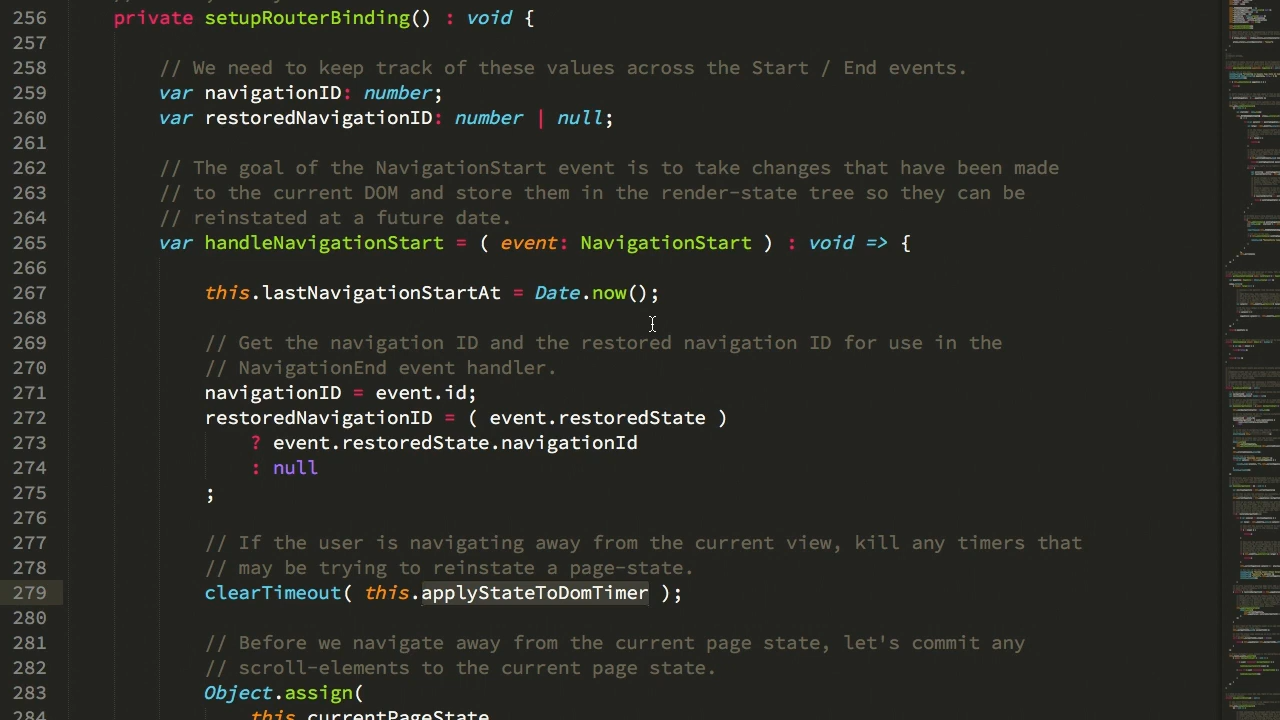 256 private setupRouterBinding() : void {
257
258 // We need to keep track of these values across the Start / End events.
259 var navigationID: number;
260 var restoredNavigationID: number | null;
261
262 // The goal of the NavigationStart event is to take changes that have been made
263 // to the current DOM and store them in the render-state tree so they can be
264 // reinstated at a future date.
265 var handleNavigationStart = ( event: NavigationStart ) : void => {
266
267 this.lastNavigationStartAt = Date.now();
268
269 // Get the navigation ID and the restored navigation ID for use in the
270 // NavigationEnd event handler.
271 navigationID = event.id;
272 restoredNavigationID = ( event.restoredState )
273 ? event.restoredState.navigationId
274 : null
275 ;
276
277 // If the user is navigating away from the current view, kill any timers that
278 // may be trying to reinstate a page-state.
279 clearTimeout( this.applyStateToDomTimer );
280
281 // Before we navigate away from the current page state, let's commit any
282 // scroll-elements to the current page state.
283 Object.assign(
284 this.currentPageState